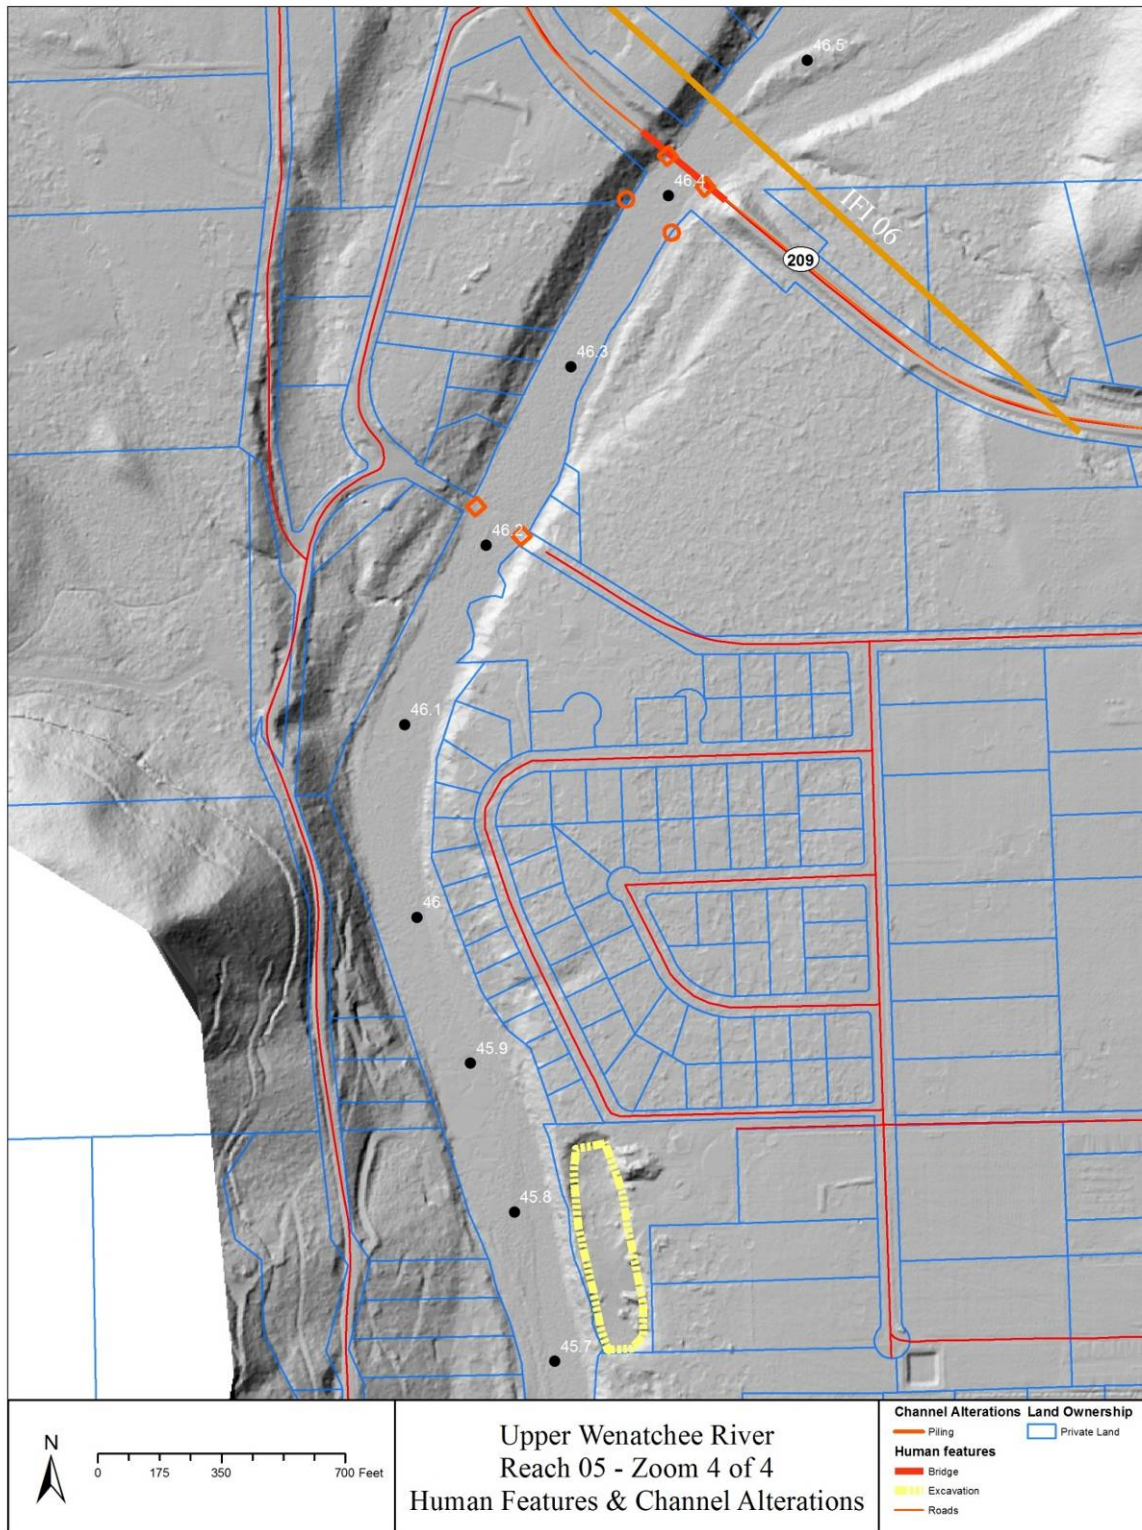 46.5
46.4
IFI 06
209
46.3
46.2
46.1
46
45.9
45.8
45.7
N
0 175 350 700 Feet
Upper Wenatchee River
Reach 05 - Zoom 4 of 4
Human Features & Channel Alterations
Channel Alterations
Piling
Human features
Bridge
Excavation
Roads
Land Ownership
Private Land